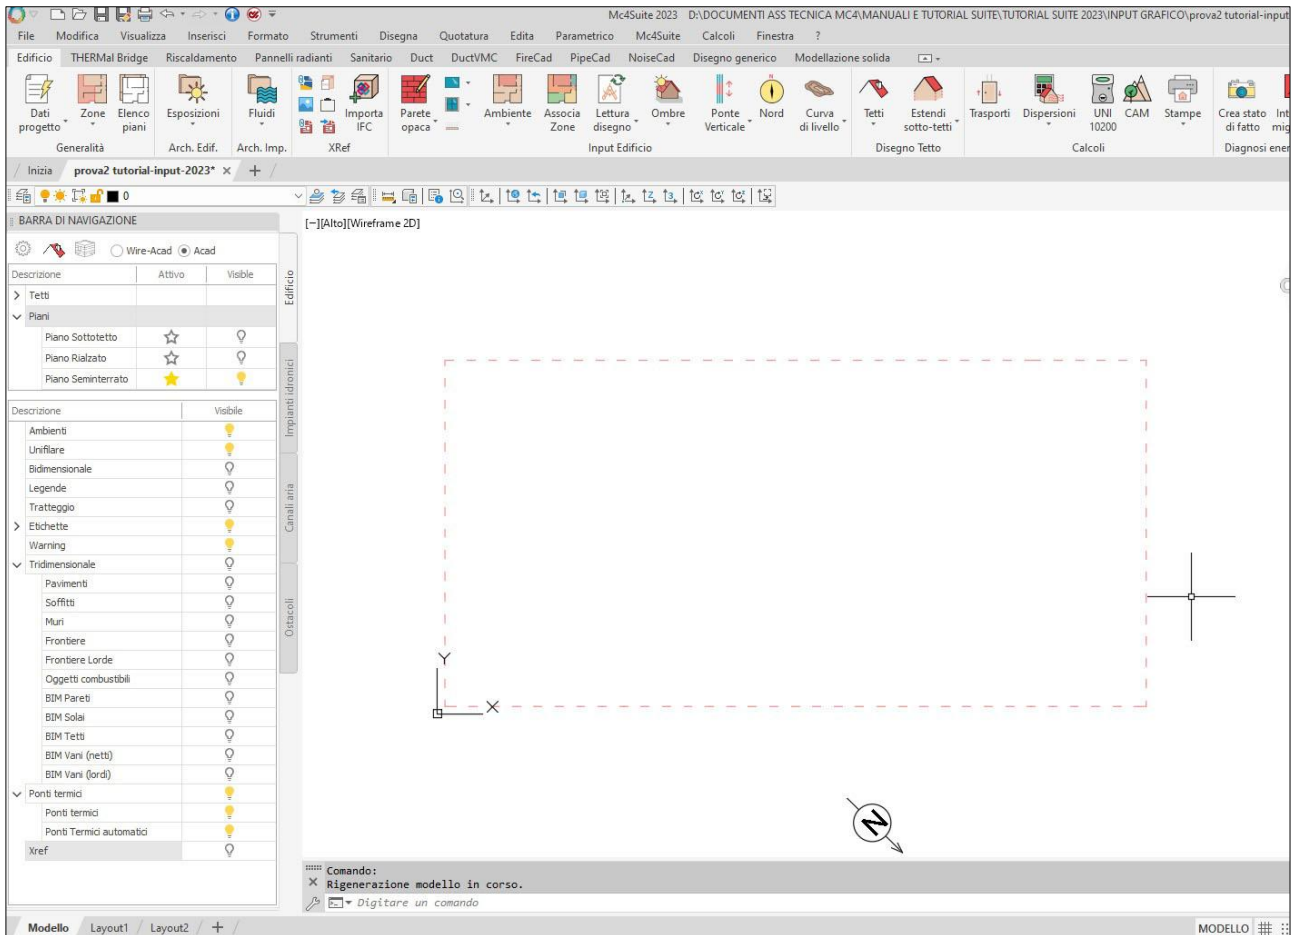 Mc4Suite 2023 D:\DOCUMENTI ASS TECNICA MC4\MANUALI E TUTORIAL SUITE\TUTORIAL SUITE 2023\INPUT GRAFICO\prova2 tutorial-input
File Modifica Visualizza Inserisci Formato Strumenti Disegna Quotatura Edita Parametrico Mc4Suite Calcoli Finestra ?
Edificio THERMal Bridge Riscaldamento Pannelli radianti Sanitario Duct DuctVMC FireCad PipeCad NoiseCad Disegno generico Modellazione solida
Dati progetto
Zone
Elenco piani
Esposizioni
Fluidi
Importa IFC
Parete opaca
Ambiente
Associa Zone
Lettura disegno
Ombre
Ponte Verticale
Nord
Curva di livello
Tetti
Estendi sotto-tetti
Trasporti
Dispersioni
UNI 10200
CAM
Stampe
Crea stato di fatto
Int
mig
Generalità Arch. Edif. Arch. Imp. XRef Input Edificio Disegno Tetto Calcoli Diagnosi ener
Inizia prova2 tutorial-input-2023*
0
BARRA DI NAVIGAZIONE
Wire-Acad Acad
Descrizione Attivo Visible
Tetti
Piani
Piano Sottotetto
Piano Rialzato
Piano Seminterrato
Descrizione Visibile
Ambienti
Unifilare
Bidimensionale
Legende
Tratteggio
Etichette
Warning
Tridimensionale
Pavimenti
Soffitti
Muri
Frontiere
Frontiere Lorde
Oggetti combustibili
BIM Pareti
BIM Solai
BIM Tetti
BIM Vani (netti)
BIM Vani (lordi)
Ponti termici
Ponti termici
Ponti Termici automatici
Xref
Edificio
Impianti idronici
Canali aria
Ostacoli
[−][Alto][Wireframe 2D]
Y
X
N
Comando:
Rigenerazione modello in corso.
Digitare un comando
Modello Layout1 Layout2 +
MODELLO